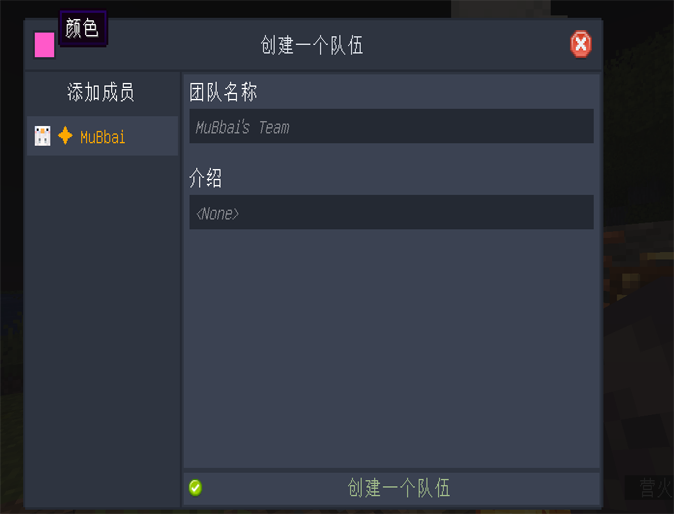 颜色
创建一个队伍
添加成员
MuBbai
团队名称
MuBbai's Team
介绍
<None>
创建一个队伍
营火